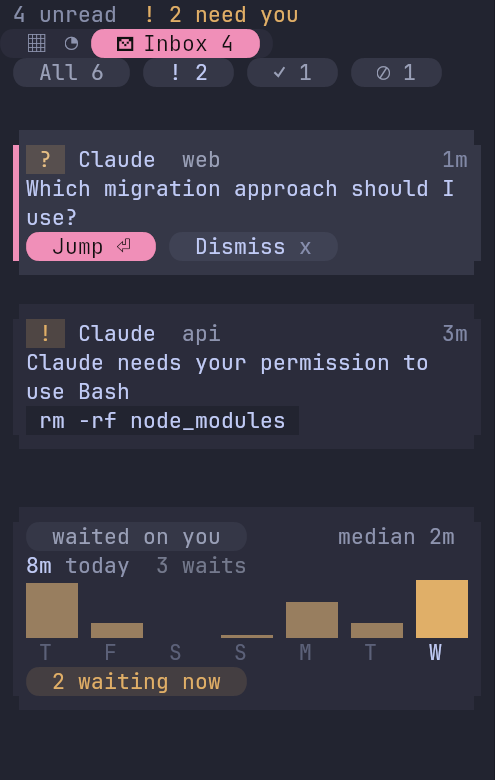 4 unread ! 2 need you
Inbox 4
All 6 ! 2 ✓ 1 ⊘ 1
? Claude web 1m
Which migration approach should I
use?
Jump ⏎ Dismiss x
! Claude api 3m
Claude needs your permission to
use Bash
rm -rf node_modules
waited on you median 2m
8m today 3 waits
T F S S M T W
2 waiting now